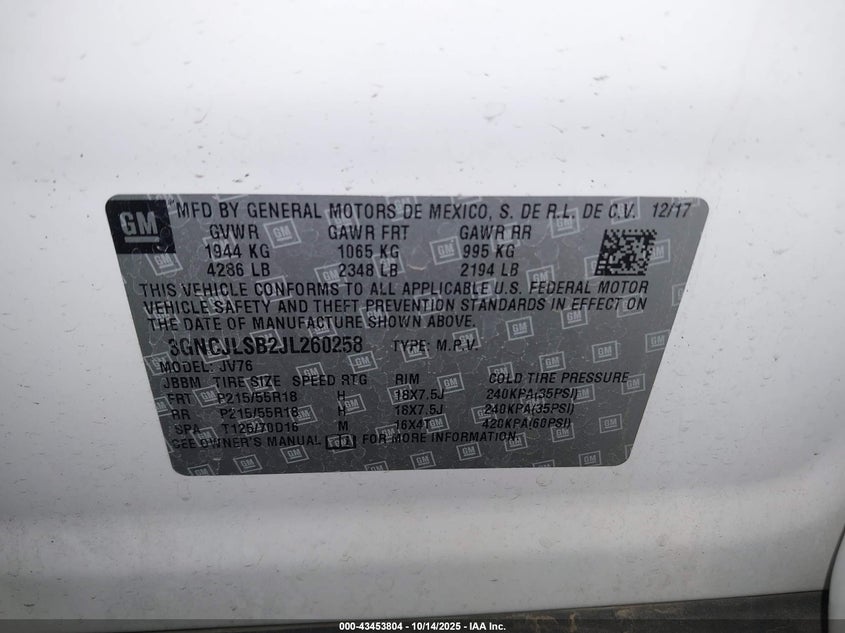 GM
MFD BY GENERAL MOTORS DE MEXICO, S. DE R.L. DE C.V. 12/17
GVWR GAWR FRT GAWR RR
1944 KG 1065 KG 995 KG
4286 LB 2348 LB 2194 LB
THIS VEHICLE CONFORMS TO ALL APPLICABLE U.S. FEDERAL MOTOR
VEHICLE SAFETY AND THEFT PREVENTION STANDARDS IN EFFECT ON
THE DATE OF MANUFACTURE SHOWN ABOVE.
3GNCJLSB2JL260258 TYPE: M.P.V.
MODEL: JV76
JBBM TIRE SIZE SPEED RTG RIM COLD TIRE PRESSURE
FRT P215/55R18 H 18X7.5J 240KPA(35PSI)
RR P215/55R18 H 18X7.5J 240KPA(35PSI)
SPA T125/70D16 M 16X4T 420KPA(60PSI)
SEE OWNER'S MANUAL FOR MORE INFORMATION.
000-43453804 - 10/14/2025 - IAA Inc.